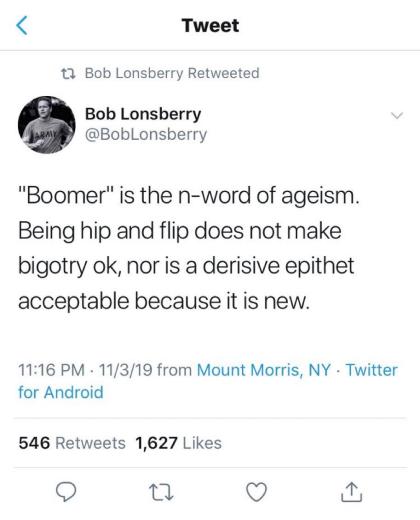 Tweet
Bob Lonsberry Retweeted
Bob Lonsberry
@BobLonsberry
ARMY
"Boomer" is the n-word of ageism.
Being hip and flip does not make
bigotry ok, nor is a derisive epithet
acceptable because it is new.
11:16 PM · 11/3/19 from Mount Morris, NY · Twitter
for Android
546 Retweets 1,627 Likes